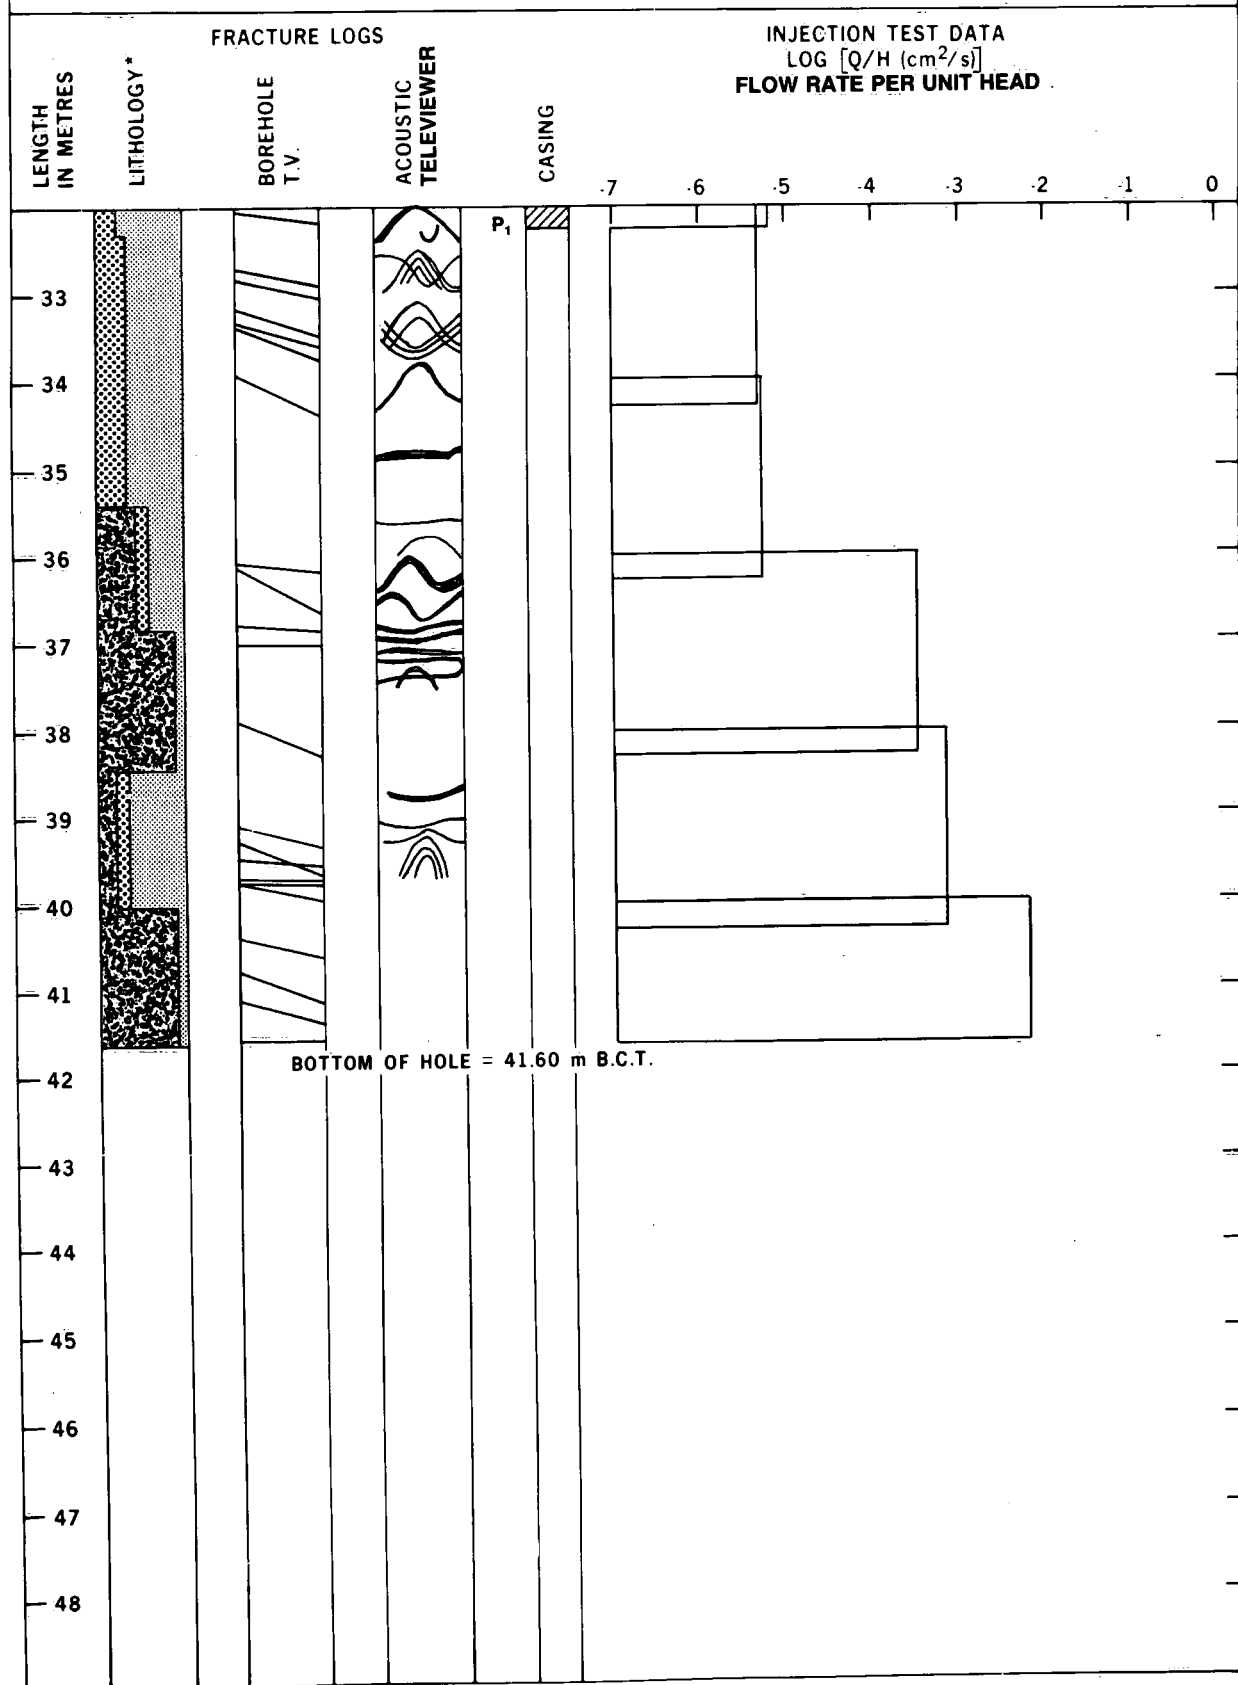 FRACTURE LOGS
INJECTION TEST DATA
LOG [Q/H (cm²/s)]
FLOW RATE PER UNIT HEAD
LENGTH
IN METRES
LITHOLOGY*
BOREHOLE
T.V.
ACOUSTIC
TELEVIEWER
CASING
-7 -6 -5 -4 -3 -2 -1 0
P₁
33
34
35
36
37
38
39
40
41
BOTTOM OF HOLE = 41.60 m B.C.T.
42
43
44
45
46
47
48